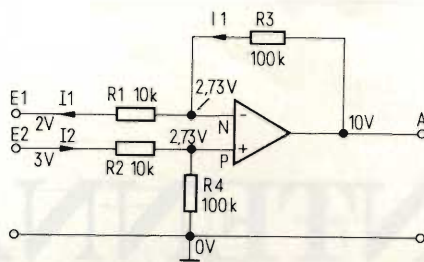 I1 R3
100k
E1 I1 R1 10k 2,73V
2V N -
E2 I2 2,73V 10V A
3V R2 10k P +
R4
100k
0V